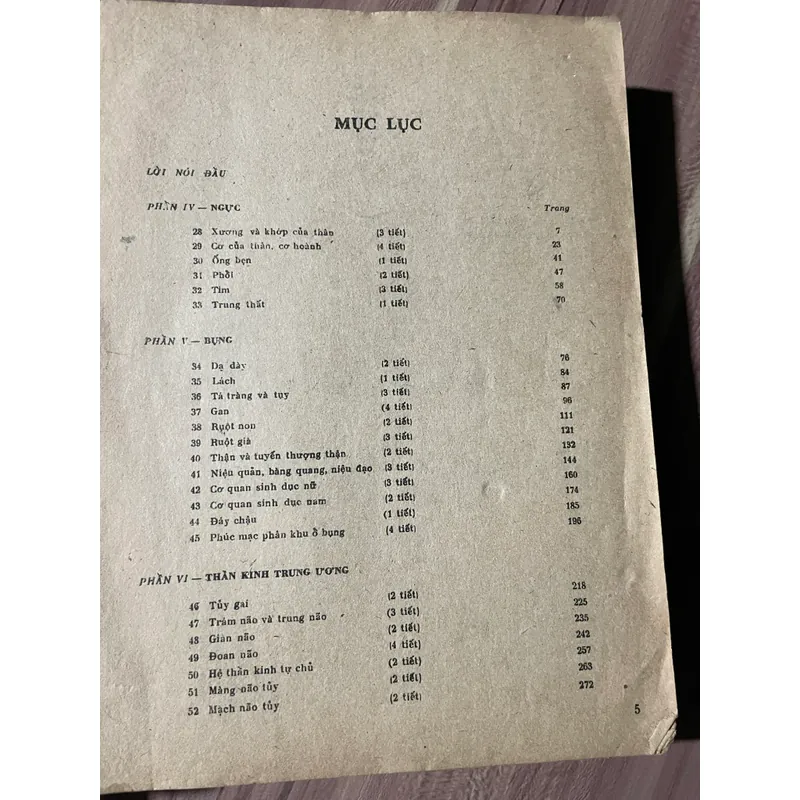 MỤC LỤC
LỜI NÓI ĐẦU
PHẦN IV — NGỰC Trang
28 Xương và khớp của thân (3 tiết) 7
29 Cơ của thân, cơ hoành (4 tiết) 23
30 Ống bẹn (1 tiết) 41
31 Phổi (2 tiết) 47
32 Tim (3 tiết) 58
33 Trung thất (1 tiết) 70
PHẦN V — BỤNG
34 Dạ dày (2 tiết) 76
35 Lách (1 tiết) 84
36 Tá tràng và tụy (3 tiết) 87
37 Gan (4 tiết) 96
38 Ruột non (2 tiết) 111
39 Ruột già (3 tiết) 121
40 Thận và tuyến thượng thận (2 tiết) 132
41 Niệu quản, bàng quang, niệu đạo (3 tiết) 144
42 Cơ quan sinh dục nữ (3 tiết) 160
43 Cơ quan sinh dục nam (2 tiết) 174
44 Đáy chậu (1 tiết) 185
45 Phúc mạc phân khu ổ bụng (4 tiết) 196
PHẦN VI — THẦN KINH TRUNG ƯƠNG
46 Tủy gai (2 tiết) 218
47 Trám não và trung não (3 tiết) 225
48 Gian não (2 tiết) 235
49 Đoan não (4 tiết) 242
50 Hệ thần kinh tự chủ (2 tiết) 257
51 Màng não tủy (2 tiết) 263
52 Mạch não tủy (2 tiết) 272
5